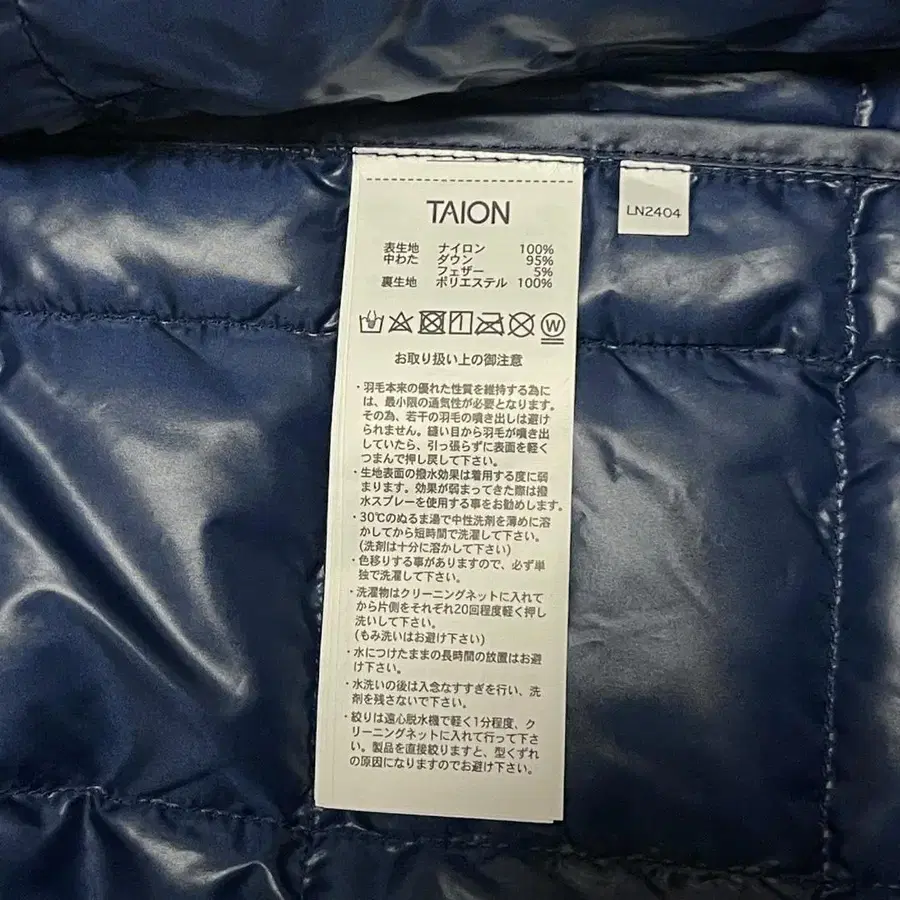 TAION
LN2404
表生地 ナイロン 100%
中わた ダウン 95%
フェザー 5%
裏生地 ポリエステル 100%
W
お取り扱い上の御注意
・羽毛本来の優れた性質を維持する為に
は、最小限の通気性が必要となります。
その為、若干の羽毛の噴き出しは避け
られません。縫い目から羽毛が噴き出
していたら、引っ張らずに表面を軽く
つまんで押し戻して下さい。
・生地表面の撥水効果は着用する度に弱
まります。効果が弱まってきた際は撥
水スプレーを使用する事をお勧めします。
・30℃のぬるま湯で中性洗剤を薄めに溶
かしてから短時間で洗濯して下さい。
(洗剤は十分に溶かして下さい)
・色移りする事がありますので、必ず単
独で洗濯して下さい。
・洗濯物はクリーニングネットに入れて
から片側をそれぞれ20回程度軽く押し
洗いして下さい。
(もみ洗いはお避け下さい)
・水につけたままの長時間の放置はお避
け下さい。
・水洗いの後は入念なすすぎを行い、洗
剤を残さないで下さい。
・絞りは遠心脱水機で軽く1分程度、ク
リーニングネットに入れて行って下さ
い。製品を直接絞りますと、型くずれ
の原因になりますのでお避け下さい。